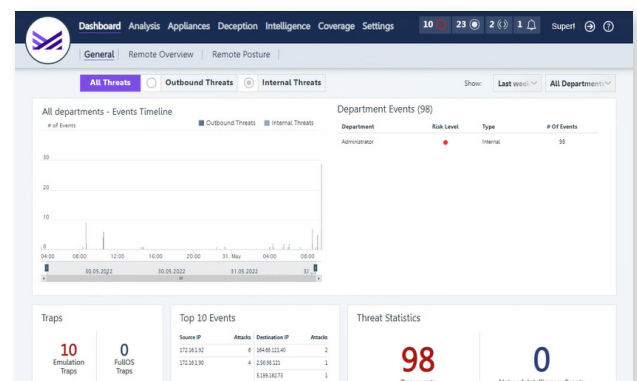 Dashboard Analysis Appliances Deception Intelligence Coverage Settings 10 23 2 1
General Remote Overview Remote Posture
All Threats Outbound Threats Internal Threats Show: Last week All Departments
All departments - Events Timeline
# of Events Outbound Threats Internal Threats
30
20
10
0
04:00 08:00 12:00 16:00 20:00 31. May 04:00 08:00
30.05.2022 30.05.2022 31.05.2022 31.
Department Events (98)
Department Risk Level Type # Of Events
Administrator Internal 98
Traps
10 0
Emulation Traps FullOS Traps
Top 10 Events
Source IP Attacks Destination IP Attacks
172.16.1.92 6 164.68.121.40 2
172.16.1.90 4 2.56.98.121 1
5.199.162.73 1
Threat Statistics
98 0